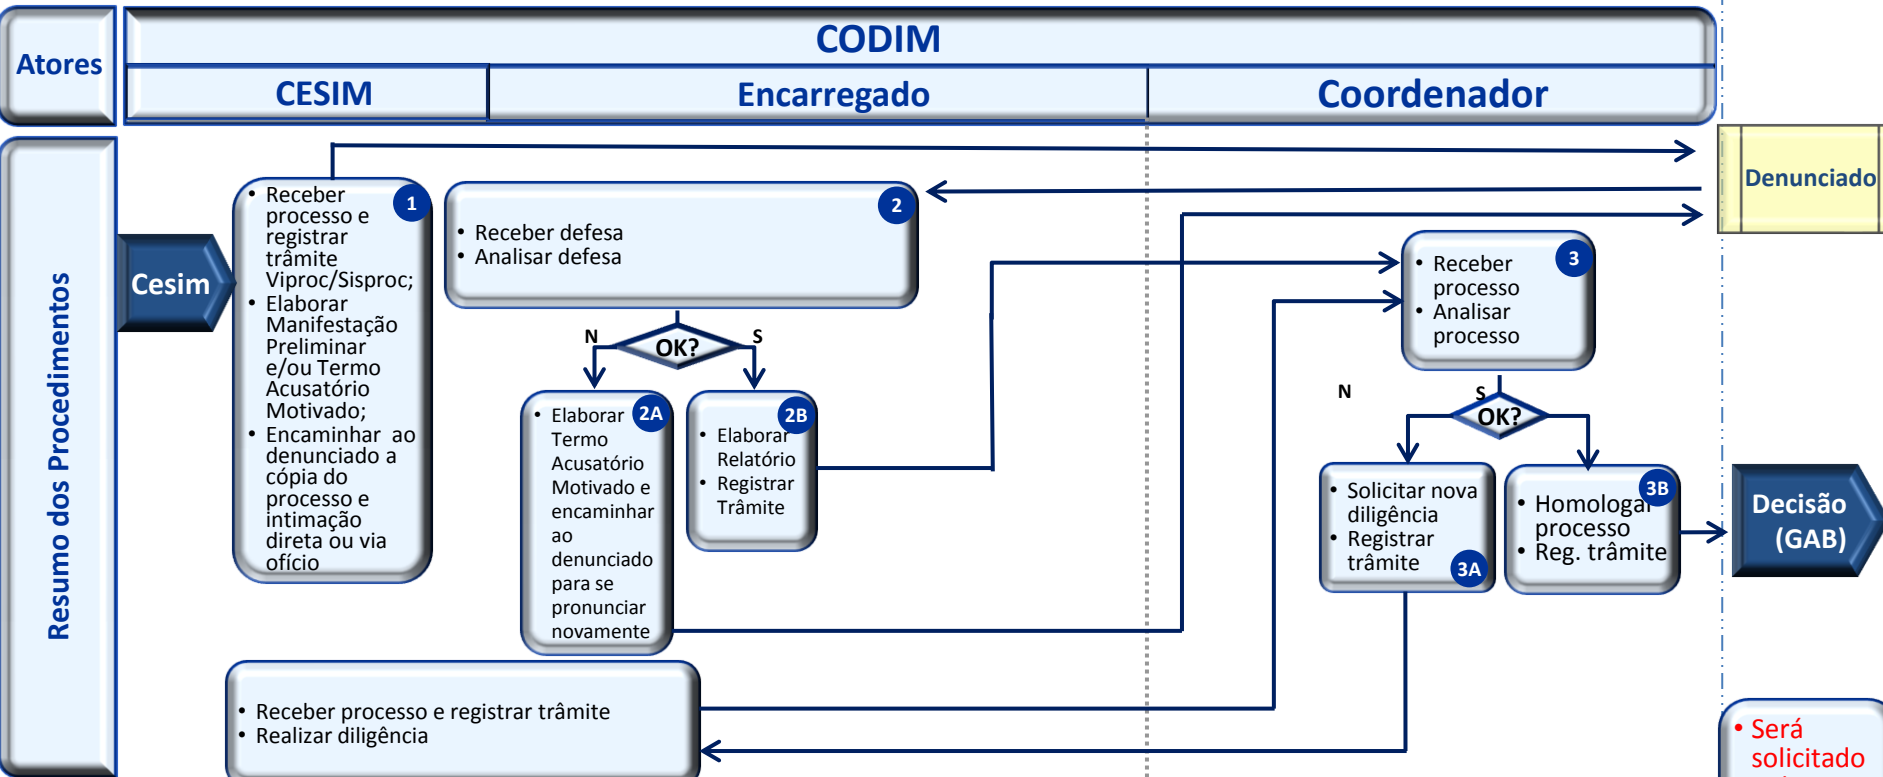 Atores
CODIM
CESIM
Encarregado
Coordenador
Resumo dos Procedimentos
Cesim
1
• Receber
processo e
registrar
trâmite
Viproc/Sisproc;
• Elaborar
Manifestação
Preliminar
e/ou Termo
Acusatório
Motivado;
• Encaminhar ao
denunciado a
cópia do
processo e
intimação
direta ou via
ofício
2
• Receber defesa
• Analisar defesa
N
OK?
S
2A
• Elaborar
Termo
Acusatório
Motivado e
encaminhar
ao
denunciado
para se
pronunciar
novamente
2B
• Elaborar
Relatório
• Registrar
Trâmite
3
• Receber
processo
• Analisar
processo
N
S
OK?
• Solicitar nova
diligência
• Registrar
trâmite
3A
3B
• Homologar
processo
• Reg. trâmite
Denunciado
Decisão
(GAB)
• Receber processo e registrar trâmite
• Realizar diligência
• Será
solicitado